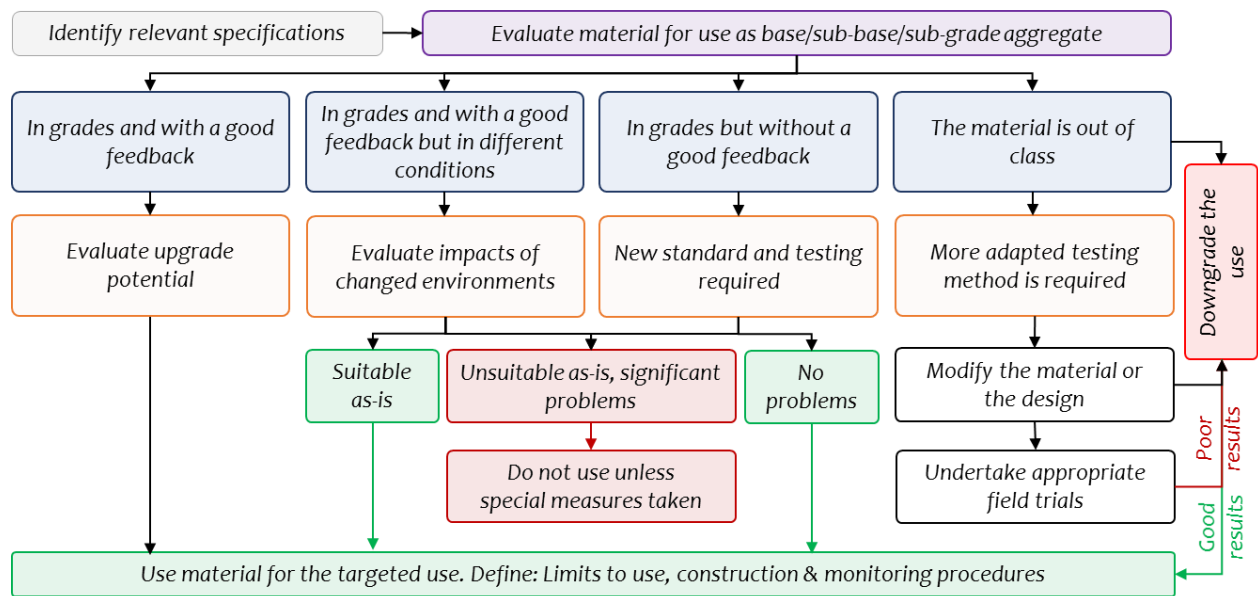 Identify relevant specifications
Evaluate material for use as base/sub-base/sub-grade aggregate
In grades and with a good
feedback
In grades and with a good
feedback but in different
conditions
In grades but without a
good feedback
The material is out of
class
Downgrade the
use
Evaluate upgrade
potential
Evaluate impacts of
changed environments
New standard and testing
required
More adapted testing
method is required
Suitable
as-is
Unsuitable as-is, significant
problems
No
problems
Modify the material or
the design
Poor
results
Do not use unless
special measures taken
Undertake appropriate
field trials
Good
results
Use material for the targeted use. Define: Limits to use, construction & monitoring procedures